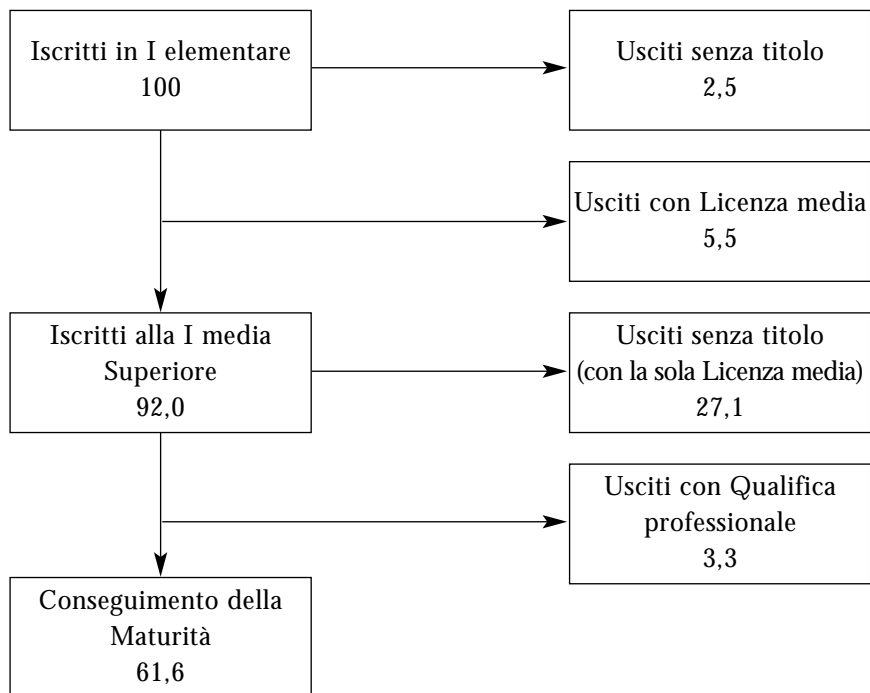 Iscritti in I elementare
100
Usciti senza titolo
2,5
Usciti con Licenza media
5,5
Iscritti alla I media
Superiore
92,0
Usciti senza titolo
(con la sola Licenza media)
27,1
Usciti con Qualifica
professionale
3,3
Conseguimento della
Maturità
61,6